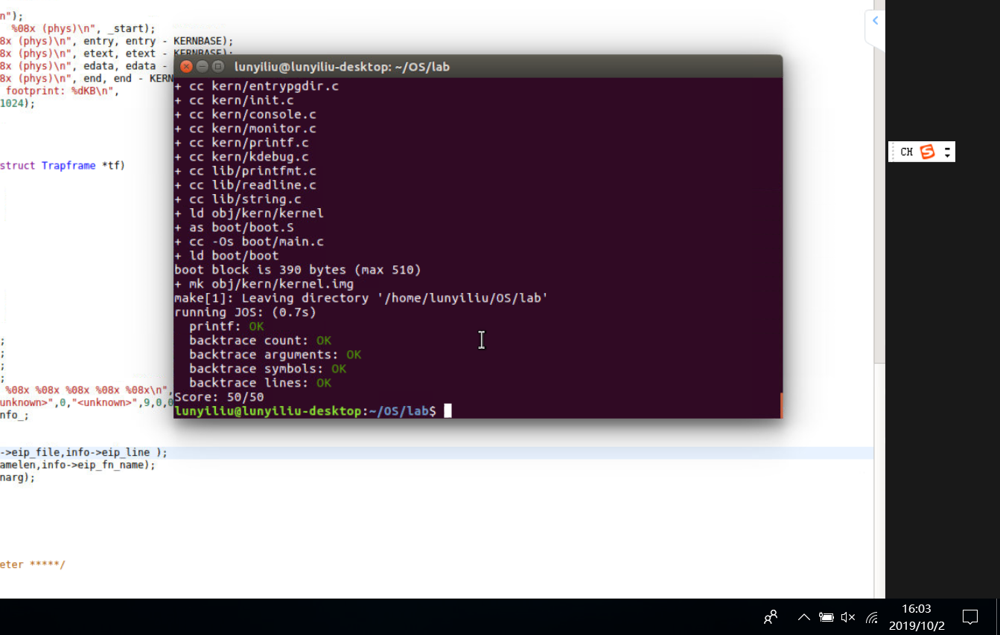 n");
%08x (phys)\n", _start);
8x (phys)\n", entry, entry - KERNBASE);
8x (phys)\n", etext, etext - KERNBASE);
8x (phys)\n", edata, edata -
8x (phys)\n", end, end - KERN
footprint: %dKB\n",
1024);
struct Trapframe *tf)
;
;
;
;
%08x %08x %08x %08x %08x\n",
unknown>",0,"<unknown>",9,0,0
nfo_;
->eip_file,info->eip_line );
amelen,info->eip_fn_name);
narg);
eter *****/
lunyiliu@lunyiliu-desktop: ~/OS/lab
+ cc kern/entrypgdir.c
+ cc kern/init.c
+ cc kern/console.c
+ cc kern/monitor.c
+ cc kern/printf.c
+ cc kern/kdebug.c
+ cc lib/printfmt.c
+ cc lib/readline.c
+ cc lib/string.c
+ ld obj/kern/kernel
+ as boot/boot.S
+ cc -Os boot/main.c
+ ld boot/boot
boot block is 390 bytes (max 510)
+ mk obj/kern/kernel.img
make[1]: Leaving directory '/home/lunyiliu/OS/lab'
running JOS: (0.7s)
printf: OK
backtrace count: OK
backtrace arguments: OK
backtrace symbols: OK
backtrace lines: OK
Score: 50/50
lunyiliu@lunyiliu-desktop:~/OS/lab$
CH S
16:03
2019/10/2